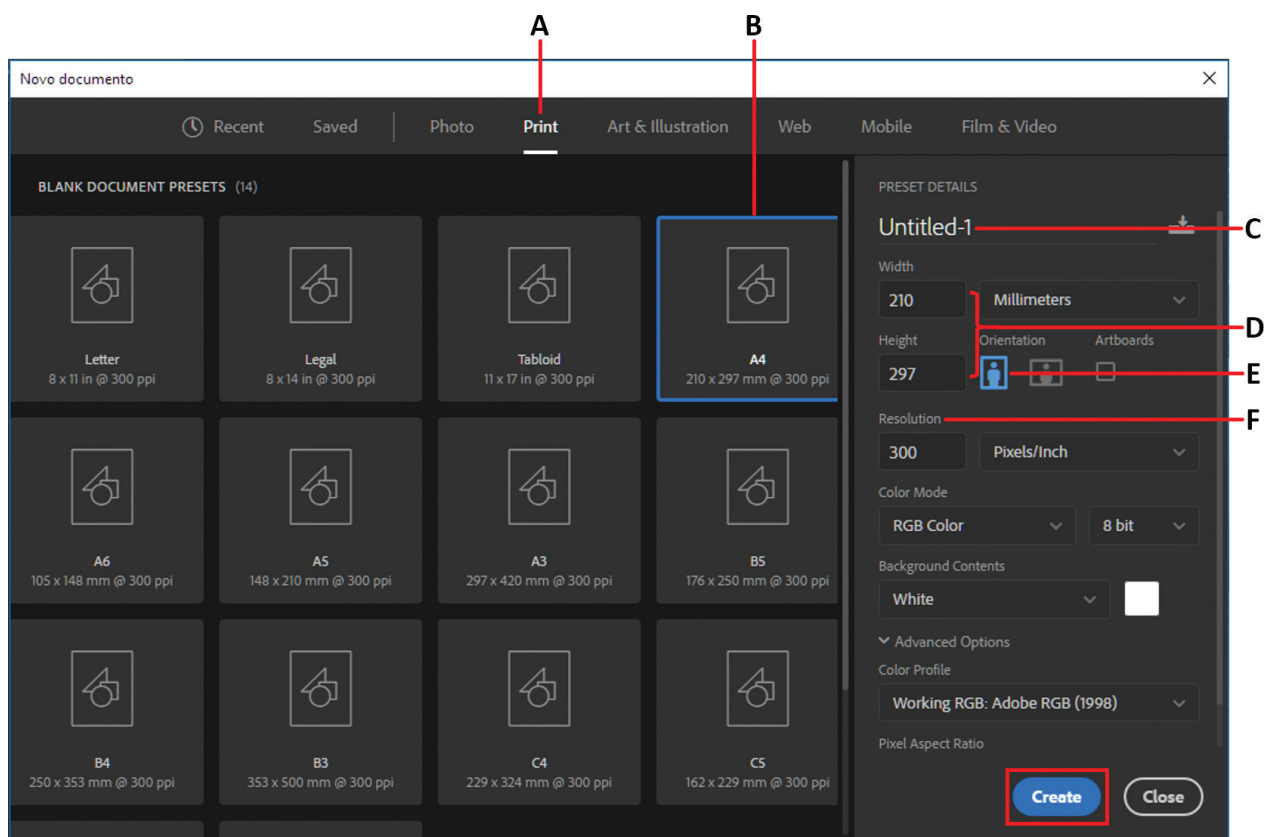 A B
Novo documento
Recent Saved Photo Print Art & Illustration Web Mobile Film & Video
BLANK DOCUMENT PRESETS (14)
Letter
8 x 11 in @ 300 ppi
Legal
8 x 14 in @ 300 ppi
Tabloid
11 x 17 in @ 300 ppi
A4
210 x 297 mm @ 300 ppi
A6
105 x 148 mm @ 300 ppi
A5
148 x 210 mm @ 300 ppi
A3
297 x 420 mm @ 300 ppi
B5
176 x 250 mm @ 300 ppi
B4
250 x 353 mm @ 300 ppi
B3
353 x 500 mm @ 300 ppi
C4
229 x 324 mm @ 300 ppi
C5
162 x 229 mm @ 300 ppi
PRESET DETAILS
Untitled-1
C
Width
210 Millimeters
D
Height Orientation Artboards
297
E
Resolution
F
300 Pixels/Inch
Color Mode
RGB Color 8 bit
Background Contents
White
Advanced Options
Color Profile
Working RGB: Adobe RGB (1998)
Pixel Aspect Ratio
Create Close